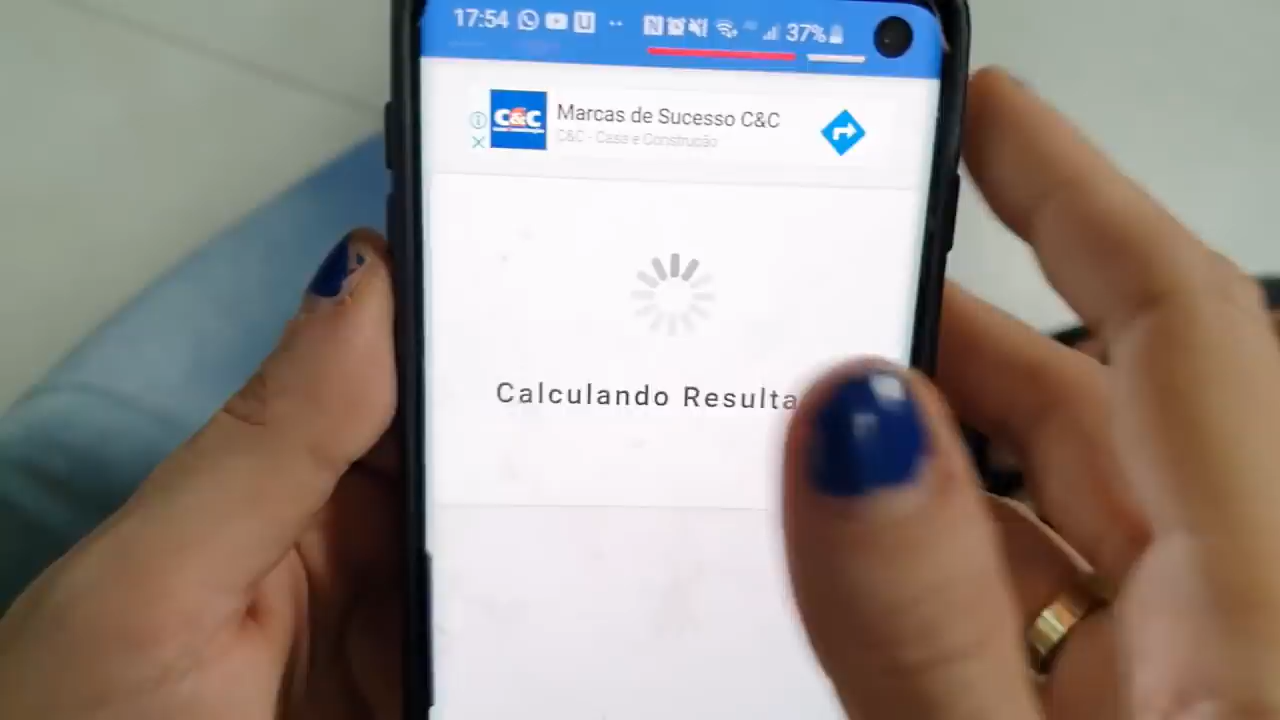 17:54
37%
C&C
Marcas de Sucesso C&C
C&C - Casa e Construção
Calculando Resulta